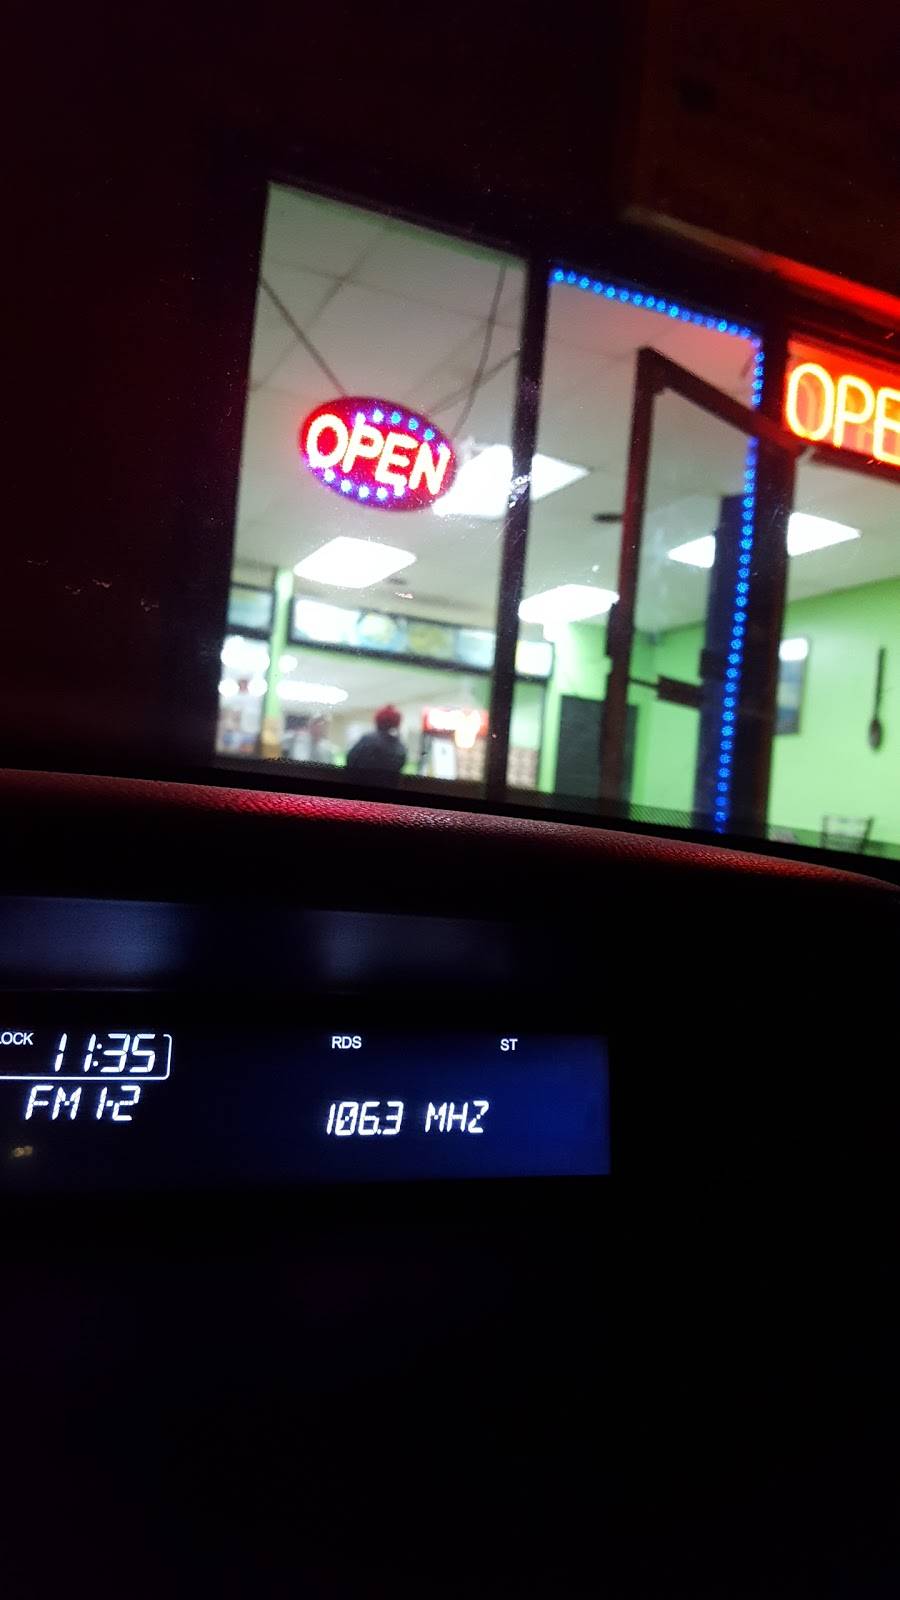 OPEN
OPE
LOCK 11:35
RDS
ST
FM 1-2
106.3 MHZ